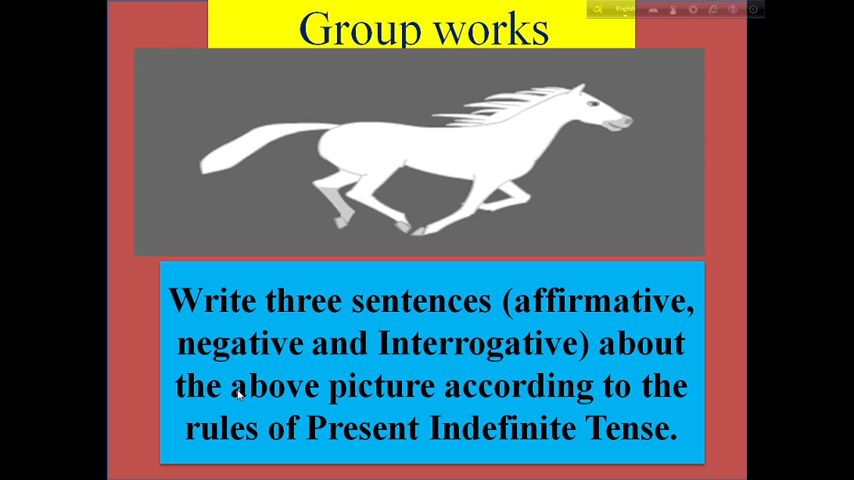 Group works
English
Write three sentences (affirmative,
negative and Interrogative) about
the above picture according to the
rules of Present Indefinite Tense.